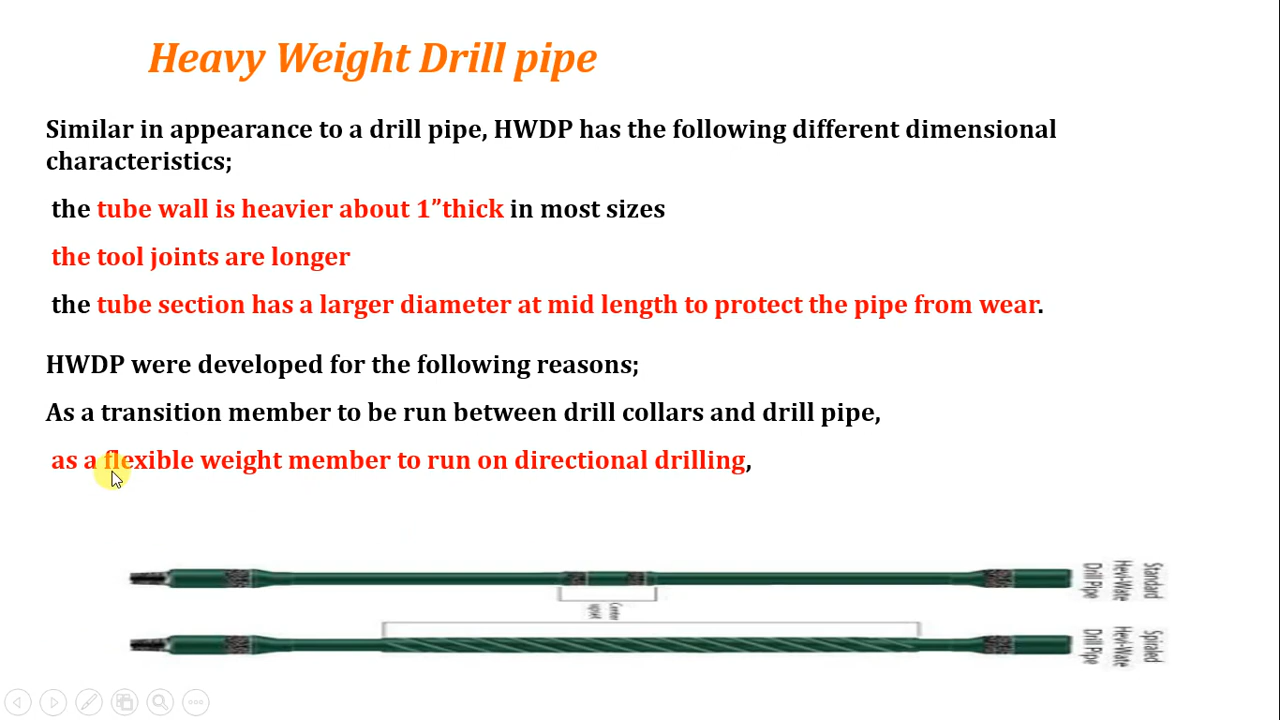 Heavy Weight Drill pipe
Similar in appearance to a drill pipe, HWDP has the following different dimensional
characteristics;
the tube wall is heavier about 1”thick in most sizes
the tool joints are longer
the tube section has a larger diameter at mid length to protect the pipe from wear.
HWDP were developed for the following reasons;
As a transition member to be run between drill collars and drill pipe,
as a flexible weight member to run on directional drilling,
Standard
Hevi-Wate
Drill Pipe
Center
upset
Spiraled
Hevi-Wate
Drill Pipe